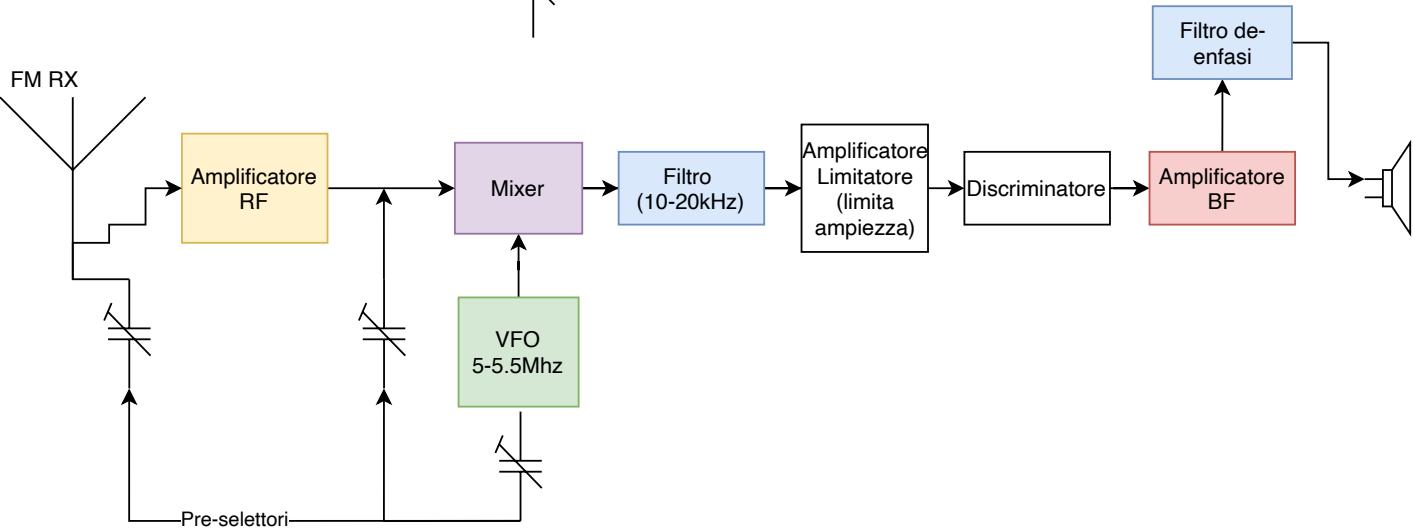 FM RX
Amplificatore
RF
Mixer
Filtro
(10-20kHz)
Amplificatore
Limitatore
(limita
ampiezza)
Discriminatore
Amplificatore
BF
Filtro de-
enfasi
VFO
5-5.5Mhz
Pre-selettori